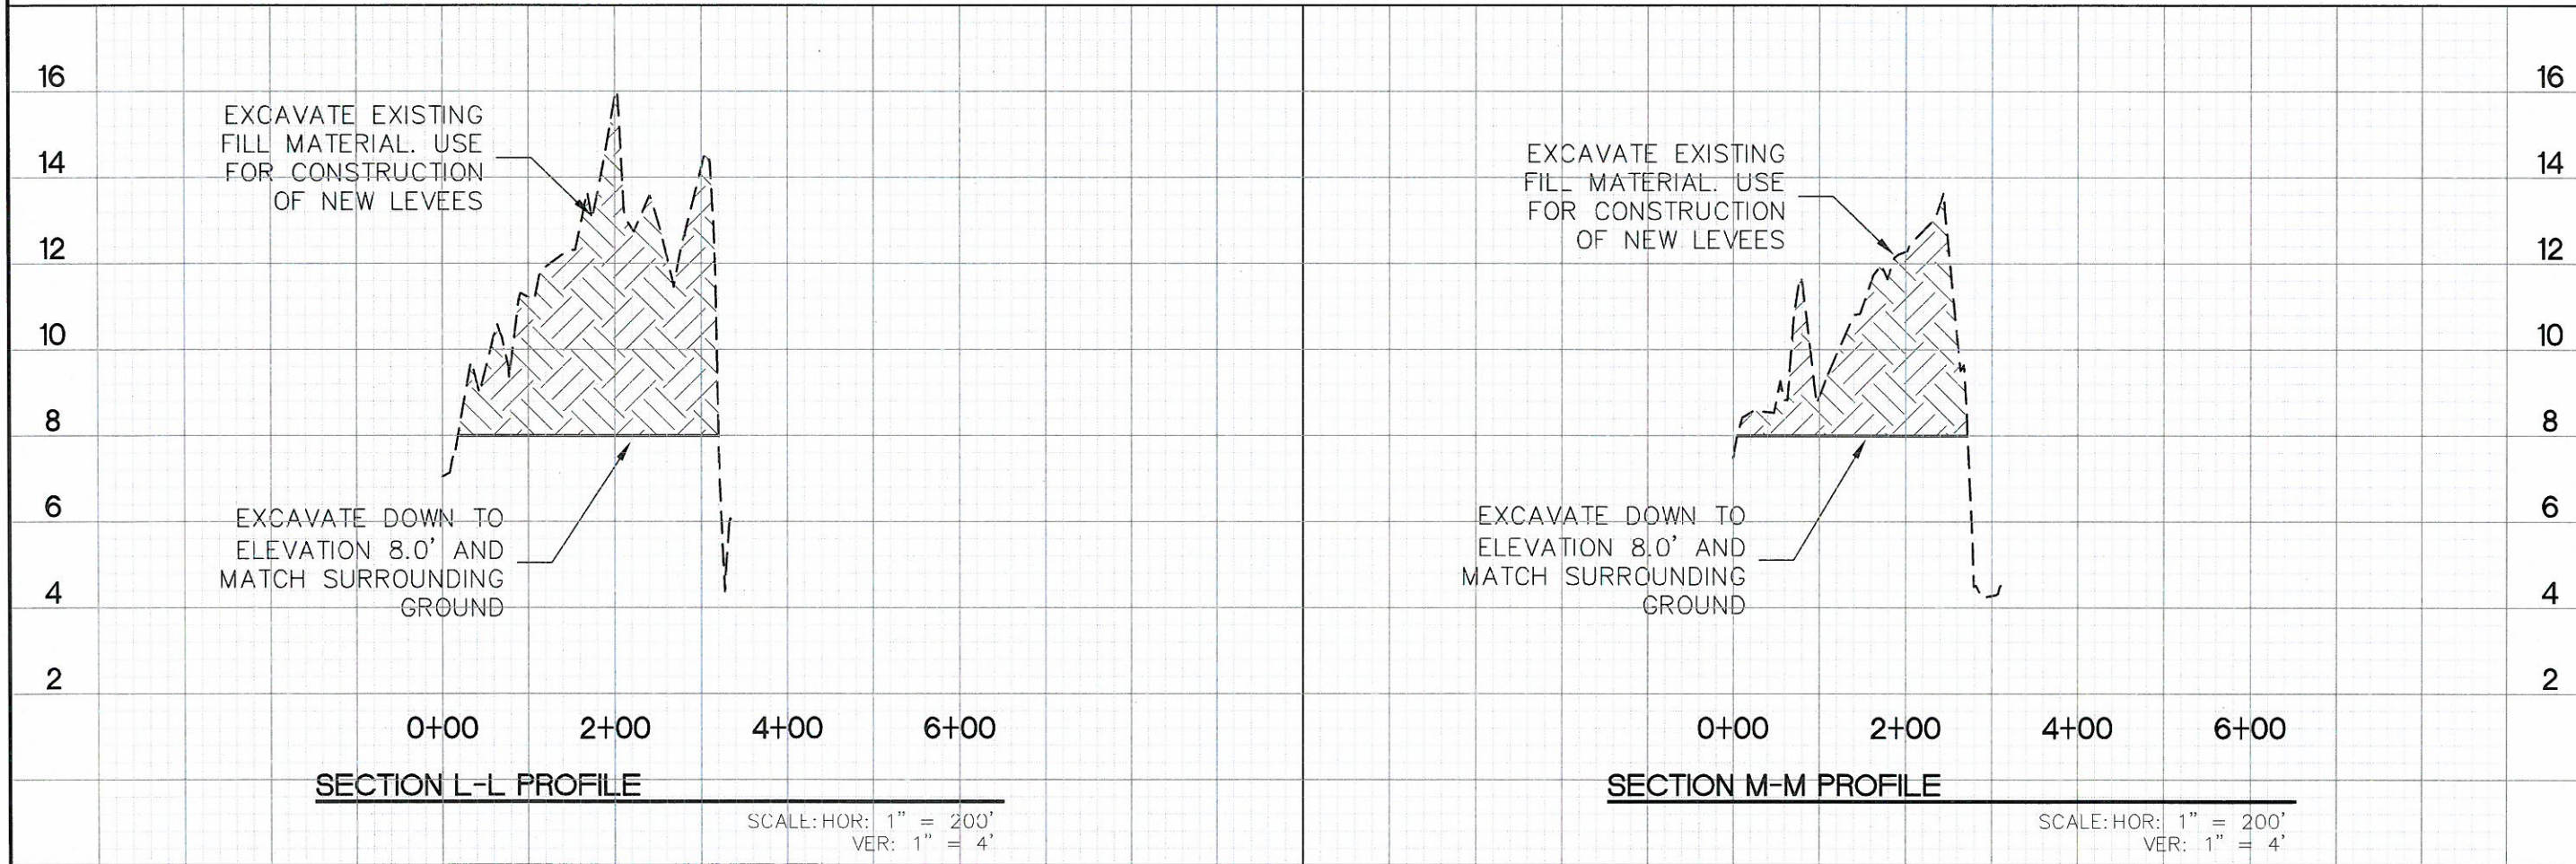 16
14
12
10
8
6
4
2
EXCAVATE EXISTING
FILL MATERIAL. USE
FOR CONSTRUCTION
OF NEW LEVEES
EXCAVATE DOWN TO
ELEVATION 8.0' AND
MATCH SURROUNDING
GROUND
0+00 2+00 4+00 6+00
SECTION L-L PROFILE
SCALE: HOR: 1" = 200'
VER: 1" = 4'
EXCAVATE EXISTING
FILL MATERIAL. USE
FOR CONSTRUCTION
OF NEW LEVEES
EXCAVATE DOWN TO
ELEVATION 8.0' AND
MATCH SURROUNDING
GROUND
0+00 2+00 4+00 6+00
SECTION M-M PROFILE
SCALE: HOR: 1" = 200'
VER: 1" = 4'
16
14
12
10
8
6
4
2